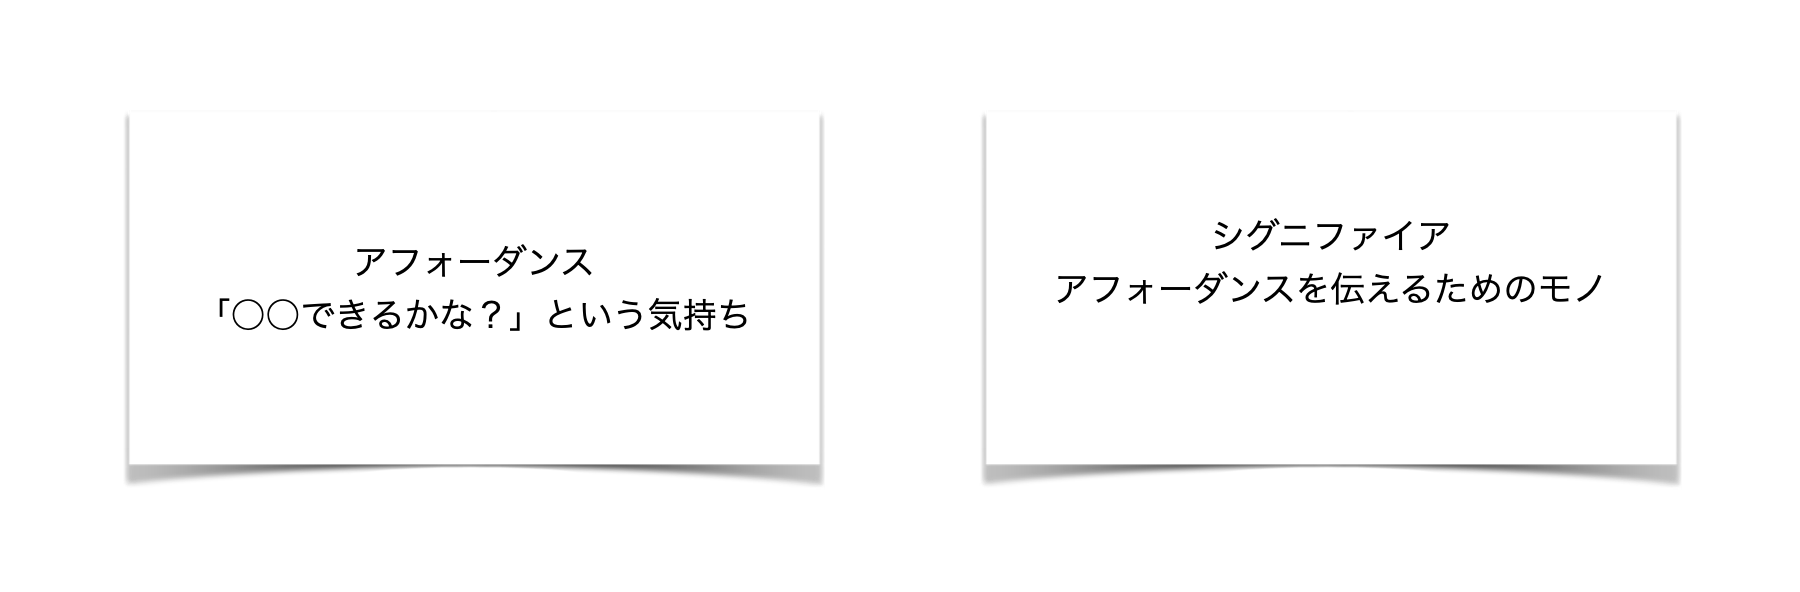 アフォーダンス
「◯◯できるかな？」という気持ち
シグニファイア
アフォーダンスを伝えるためのモノ